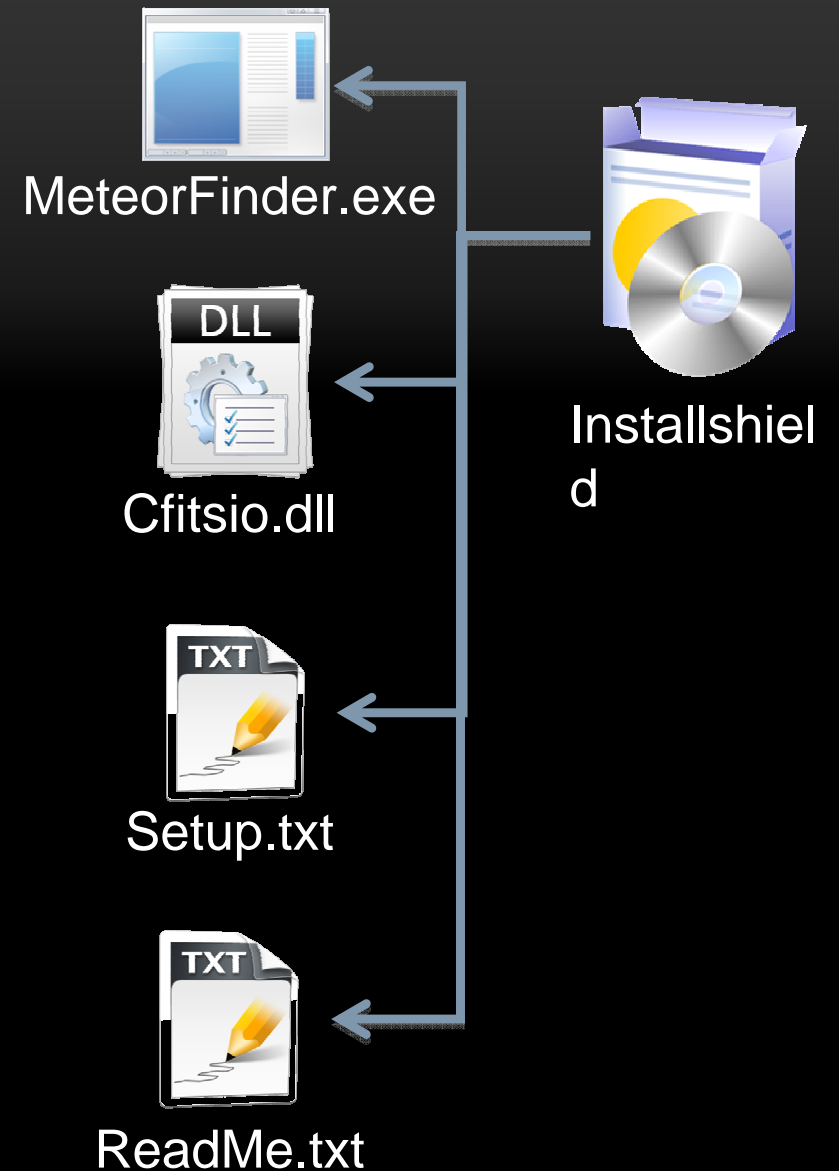 MeteorFinder.exe
DLL
Cfitsio.dll
Installshiel
d
TXT
Setup.txt
TXT
ReadMe.txt